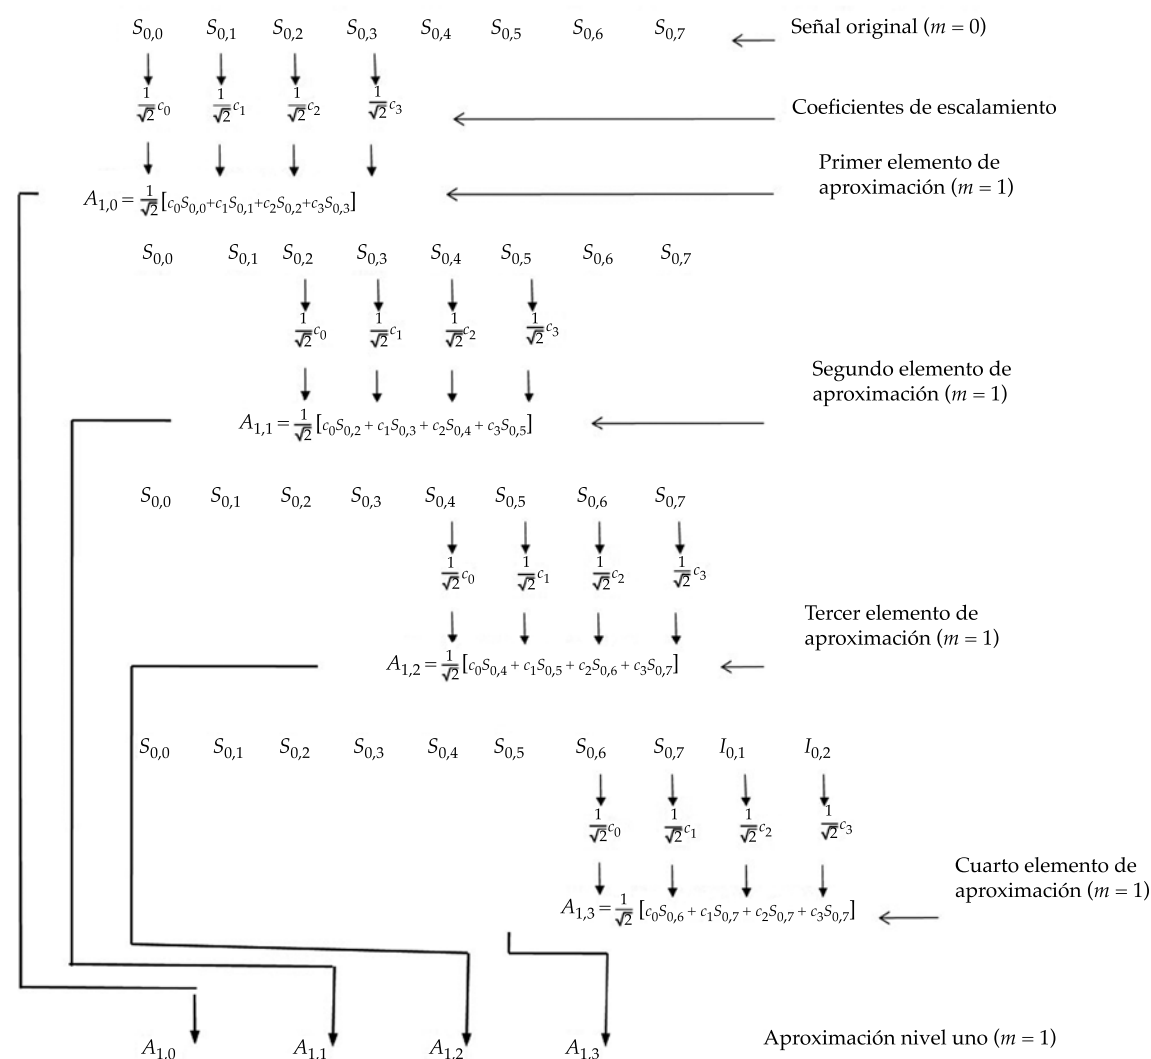 S0,0 S0,1 S0,2 S0,3 S0,4 S0,5 S0,6 S0,7 Señal original (m = 0)
1/√2 c0 1/√2 c1 1/√2 c2 1/√2 c3 Coeficientes de escalamiento
Primer elemento de
aproximación (m = 1)
A1,0 = 1/√2 [c0S0,0+c1S0,1+c2S0,2+c3S0,3]
S0,0 S0,1 S0,2 S0,3 S0,4 S0,5 S0,6 S0,7
1/√2 c0 1/√2 c1 1/√2 c2 1/√2 c3
Segundo elemento de
aproximación (m = 1)
A1,1 = 1/√2 [c0S0,2 + c1S0,3 + c2S0,4 + c3S0,5]
S0,0 S0,1 S0,2 S0,3 S0,4 S0,5 S0,6 S0,7
1/√2 c0 1/√2 c1 1/√2 c2 1/√2 c3
Tercer elemento de
aproximación (m = 1)
A1,2 = 1/√2 [c0S0,4 + c1S0,5 + c2S0,6 + c3S0,7]
S0,0 S0,1 S0,2 S0,3 S0,4 S0,5 S0,6 S0,7 I0,1 I0,2
1/√2 c0 1/√2 c1 1/√2 c2 1/√2 c3
Cuarto elemento de
aproximación (m = 1)
A1,3 = 1/√2 [c0S0,6 + c1S0,7 + c2S0,7 + c3S0,7]
A1,0 A1,1 A1,2 A1,3 Aproximación nivel uno (m = 1)